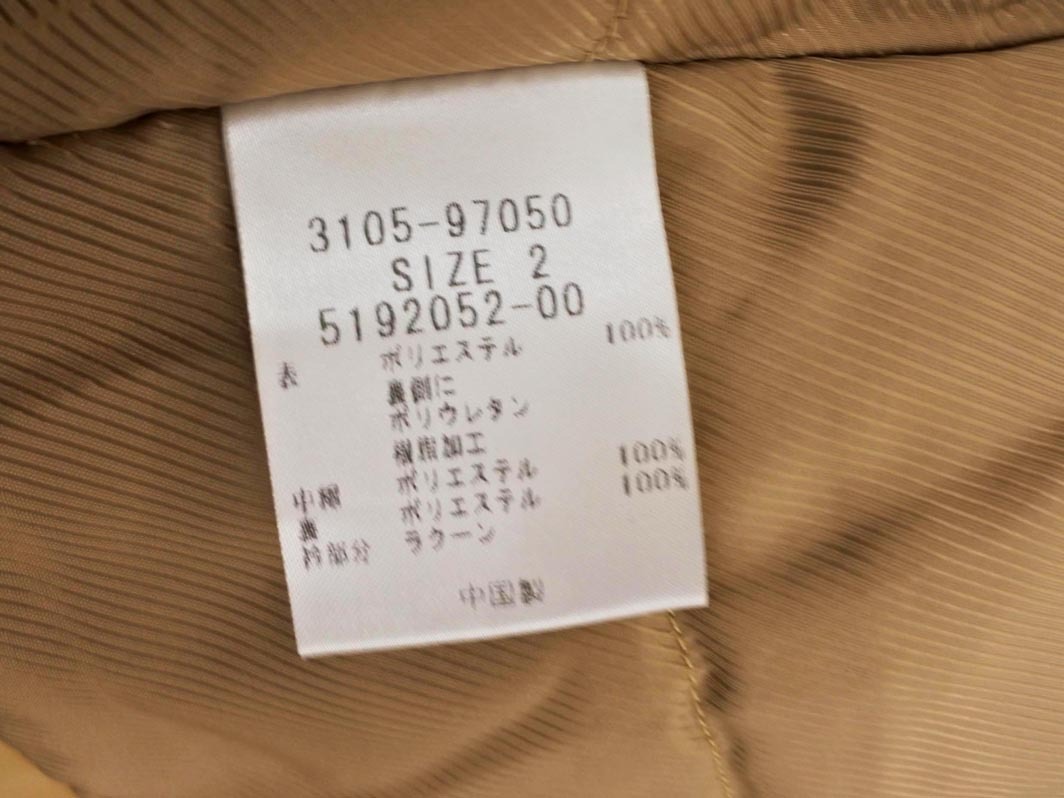 3105-97050
SIZE 2
5192052-00
表 ポリエステル 100%
裏側に
ポリウレタン
樹脂加工
中綿 ポリエステル 100%
裏 ポリエステル 100%
衿部分 ラクーン
中国製